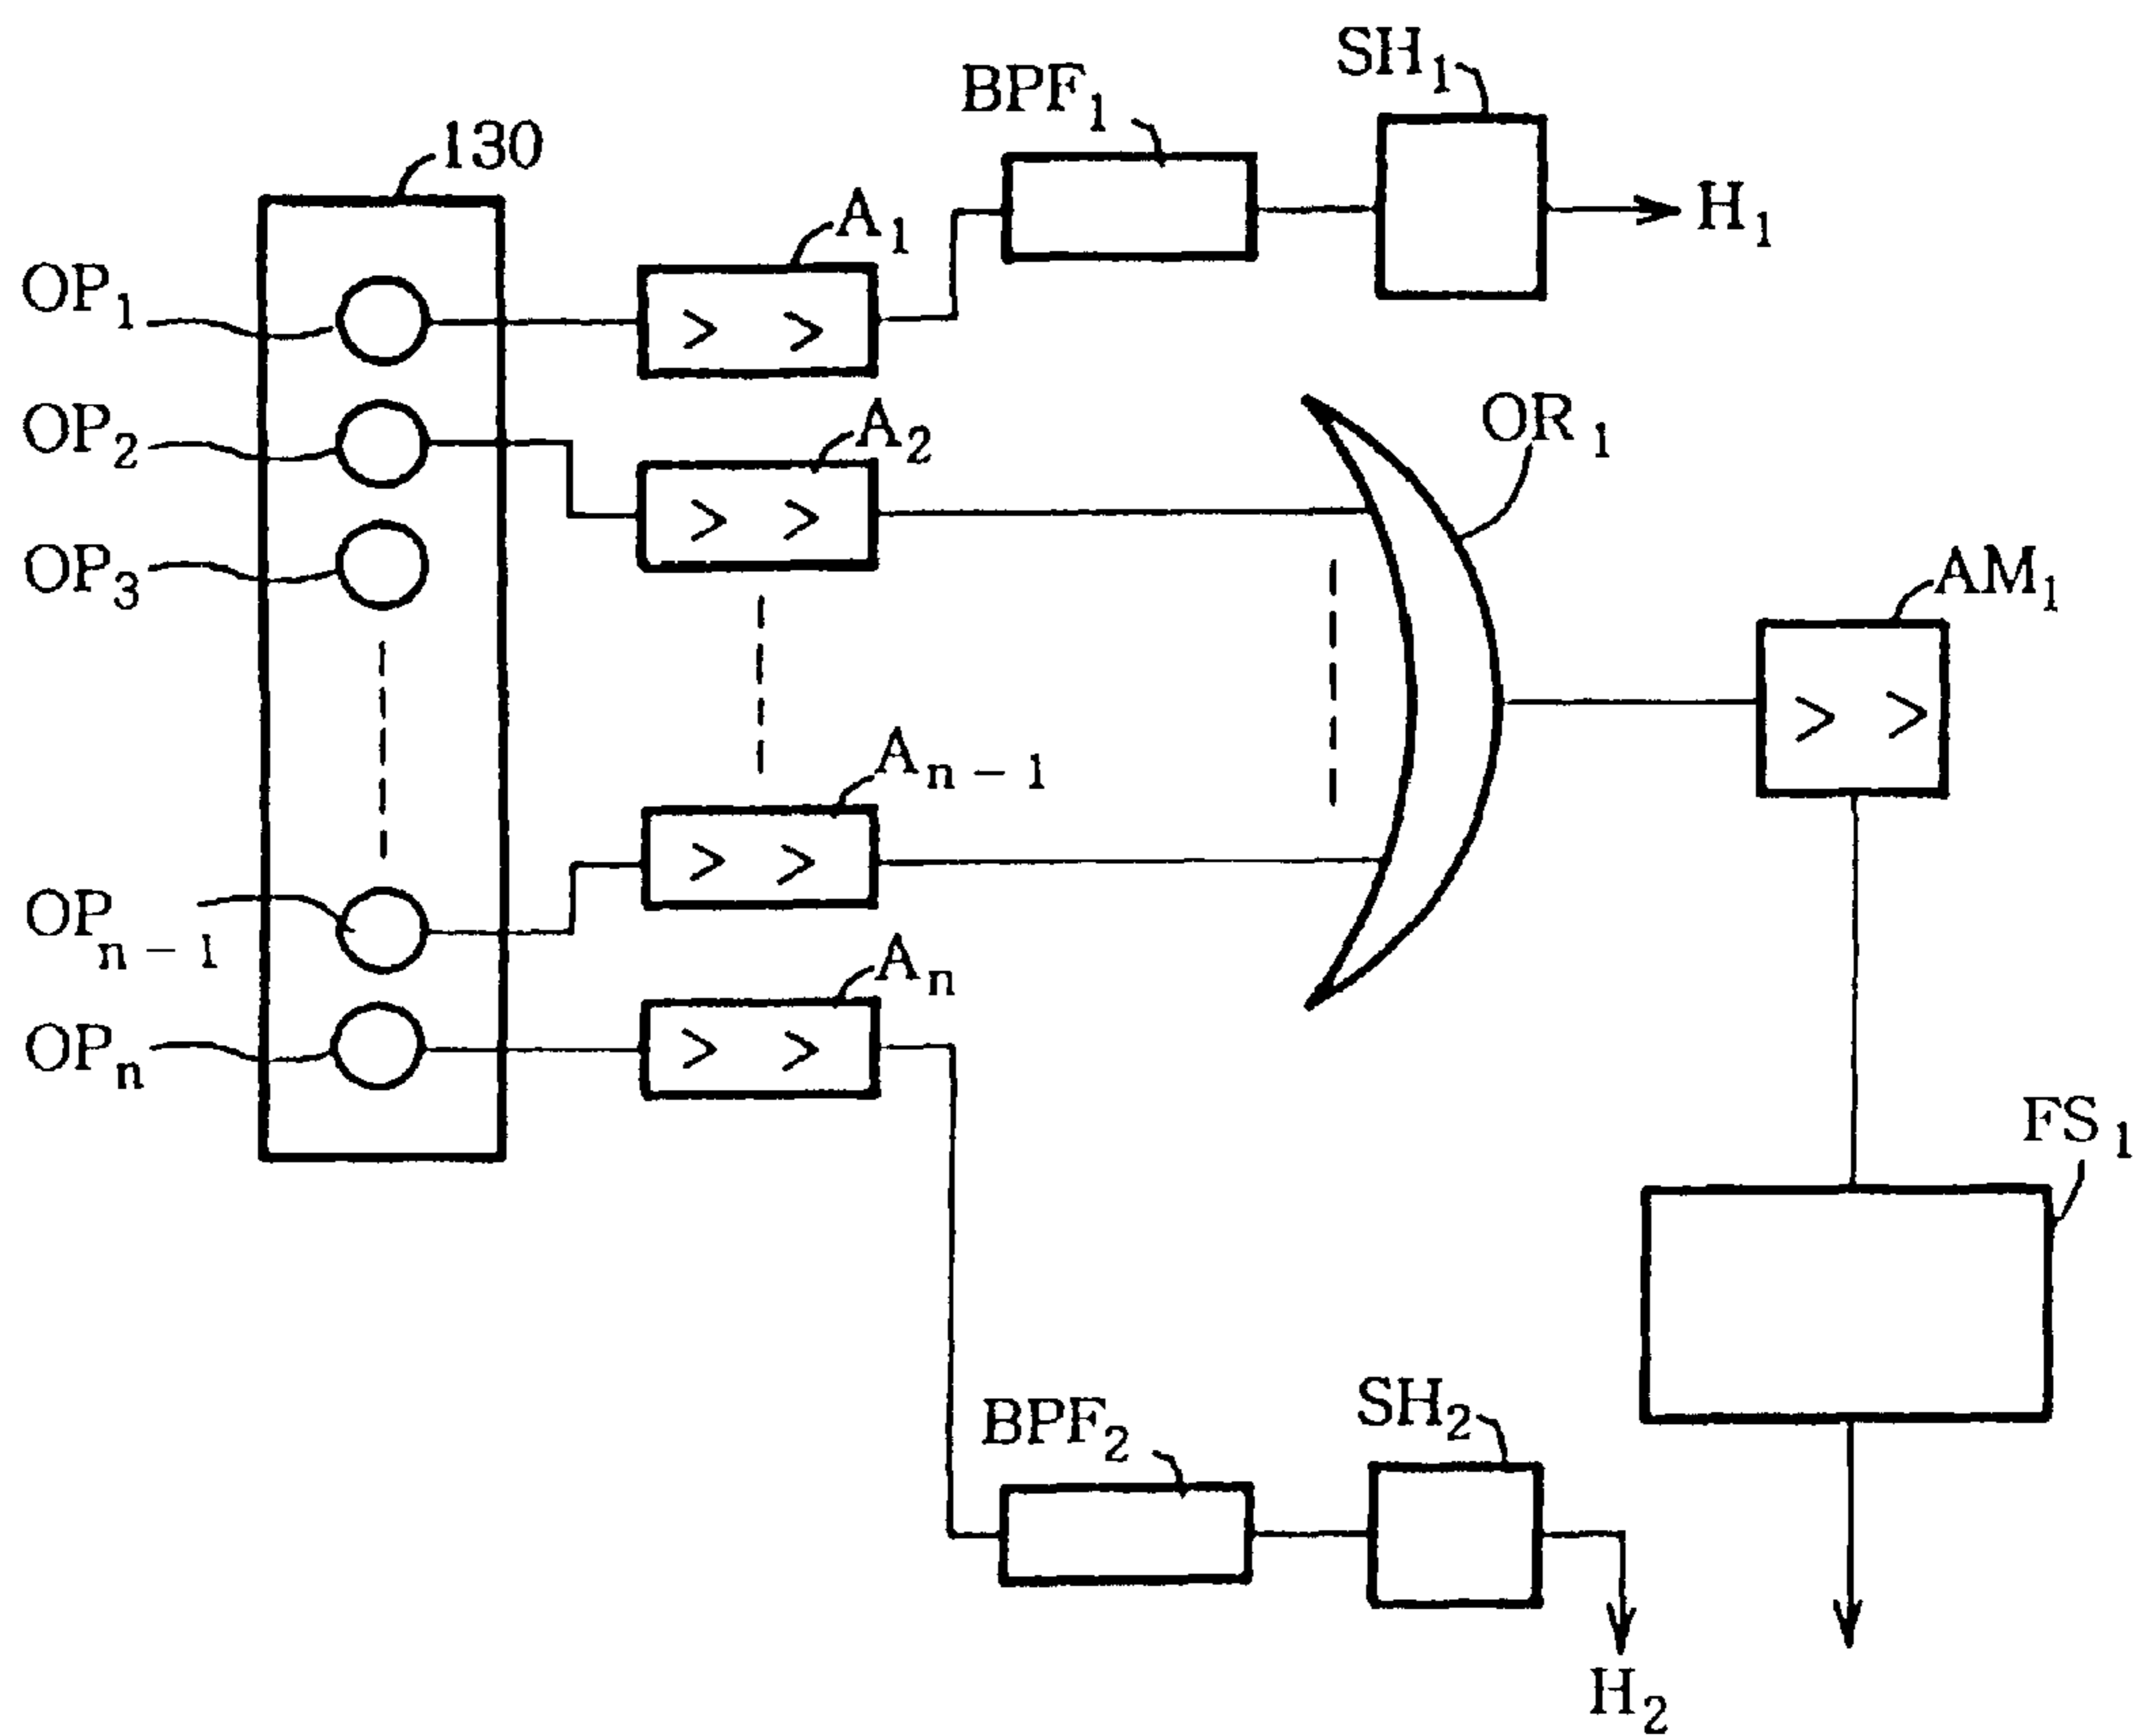 SH₁
BPF₁
130
A₁
H₁
OP₁
> >
OP₂
A₂
OR₁
> >
OP₃
AM₁
> >
Aₙ₋₁
> >
OPₙ₋₁
Aₙ
OPₙ
> >
FS₁
SH₂
BPF₂
H₂